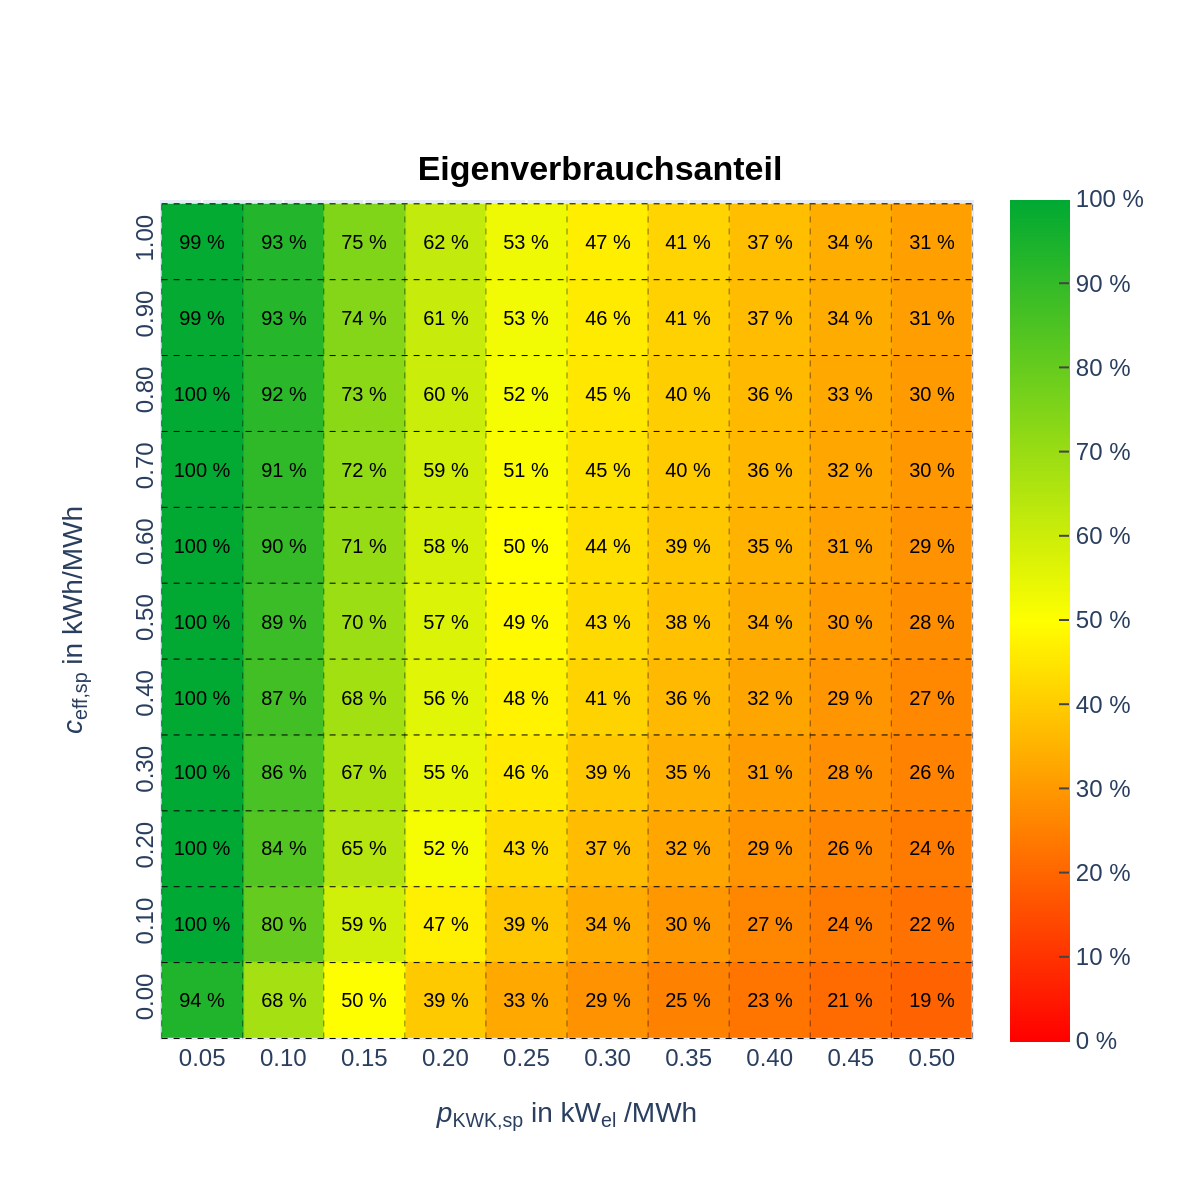 Eigenverbrauchsanteil
1.00 99 % 93 % 75 % 62 % 53 % 47 % 41 % 37 % 34 % 31 %
0.90 99 % 93 % 74 % 61 % 53 % 46 % 41 % 37 % 34 % 31 %
0.80 100 % 92 % 73 % 60 % 52 % 45 % 40 % 36 % 33 % 30 %
0.70 100 % 91 % 72 % 59 % 51 % 45 % 40 % 36 % 32 % 30 %
0.60 100 % 90 % 71 % 58 % 50 % 44 % 39 % 35 % 31 % 29 %
0.50 100 % 89 % 70 % 57 % 49 % 43 % 38 % 34 % 30 % 28 %
0.40 100 % 87 % 68 % 56 % 48 % 41 % 36 % 32 % 29 % 27 %
0.30 100 % 86 % 67 % 55 % 46 % 39 % 35 % 31 % 28 % 26 %
0.20 100 % 84 % 65 % 52 % 43 % 37 % 32 % 29 % 26 % 24 %
0.10 100 % 80 % 59 % 47 % 39 % 34 % 30 % 27 % 24 % 22 %
0.00 94 % 68 % 50 % 39 % 33 % 29 % 25 % 23 % 21 % 19 %
0.05 0.10 0.15 0.20 0.25 0.30 0.35 0.40 0.45 0.50
pKWK,sp in kWel /MWh
ceff,sp in kWh/MWh
100 %
90 %
80 %
70 %
60 %
50 %
40 %
30 %
20 %
10 %
0 %